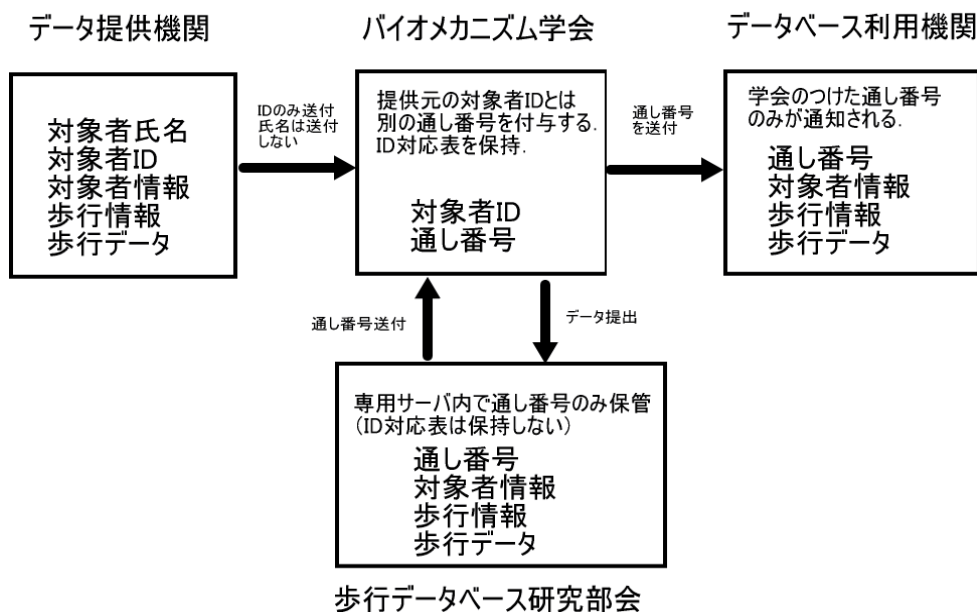 データ提供機関
バイオメカニズム学会
データベース利用機関
対象者氏名
対象者ID
対象者情報
歩行情報
歩行データ
IDのみ送付
氏名は送付
しない
提供元の対象者IDとは
別の通し番号を付与する.
ID対応表を保持.
対象者ID
通し番号
通し番号
を送付
学会のつけた通し番号
のみが通知される.
通し番号
対象者情報
歩行情報
歩行データ
通し番号送付
データ提出
専用サーバ内で通し番号のみ保管
(ID対応表は保持しない)
通し番号
対象者情報
歩行情報
歩行データ
歩行データベース研究部会